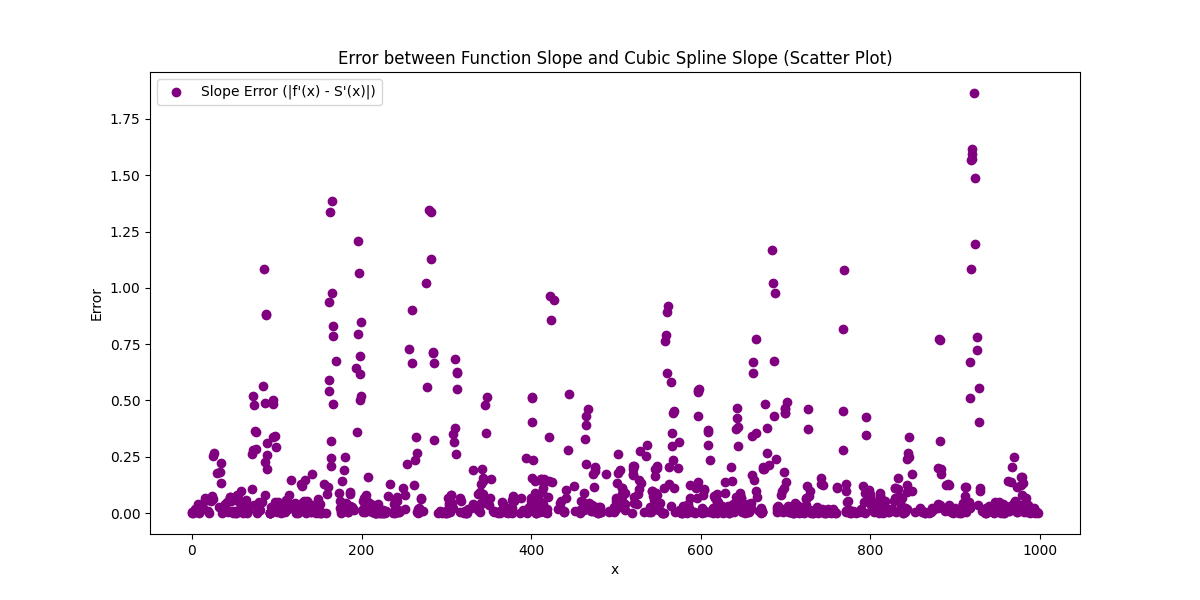 Error between Function Slope and Cubic Spline Slope (Scatter Plot)
Slope Error (|f'(x) - S'(x)|)
1.75
1.50
1.25
1.00
0.75
0.50
0.25
0.00
Error
0 200 400 600 800 1000
x